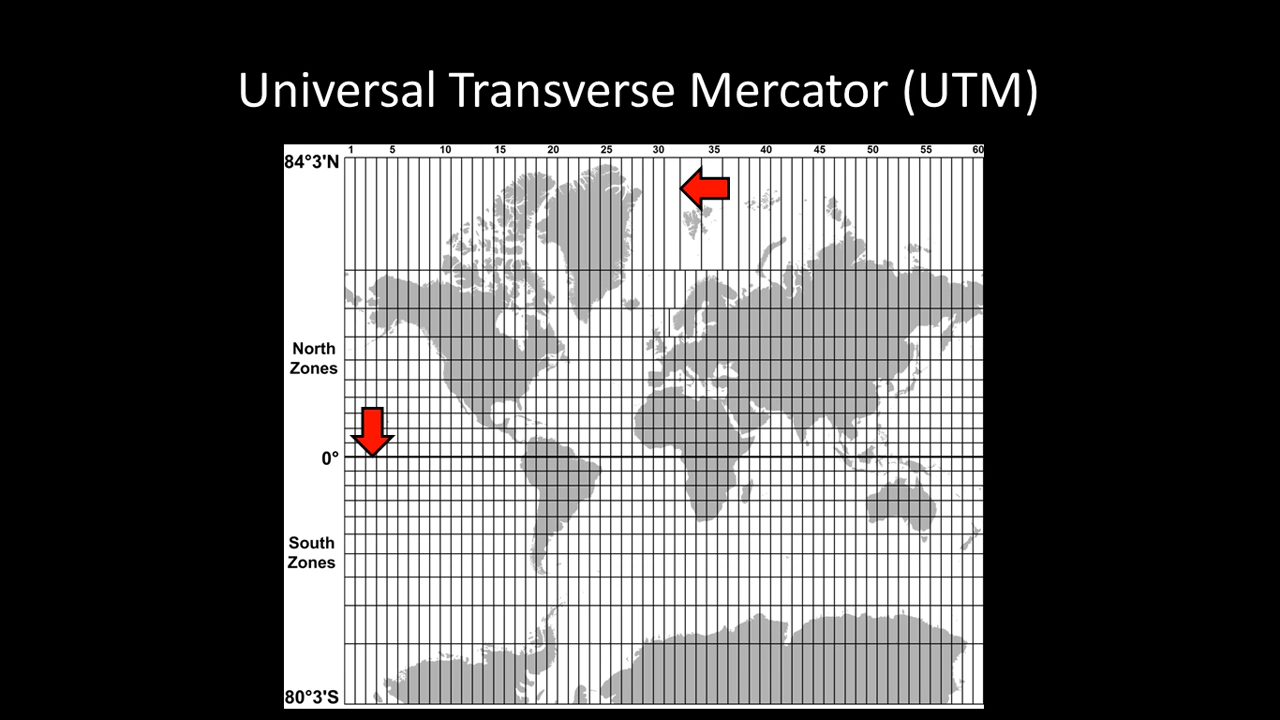 Universal Transverse Mercator (UTM)
1 5 10 15 20 25 30 35 40 45 50 55 60
84°3'N
North
Zones
0°
South
Zones
80°3'S